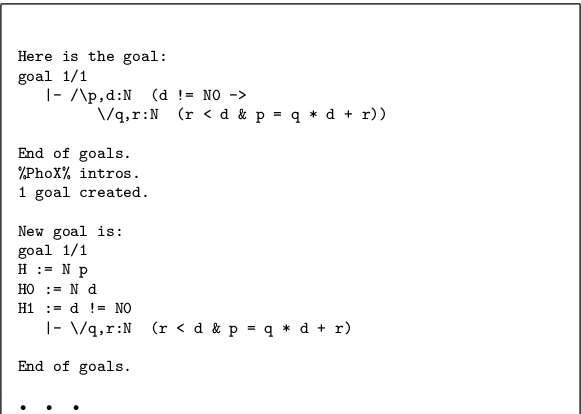 Here is the goal:
goal 1/1
|- /\p,d:N (d != N0 ->
\/q,r:N (r < d & p = q * d + r))
End of goals.
%PhoX% intros.
1 goal created.
New goal is:
goal 1/1
H := N p
H0 := N d
H1 := d != N0
|- \/q,r:N (r < d & p = q * d + r)
End of goals.
. . .